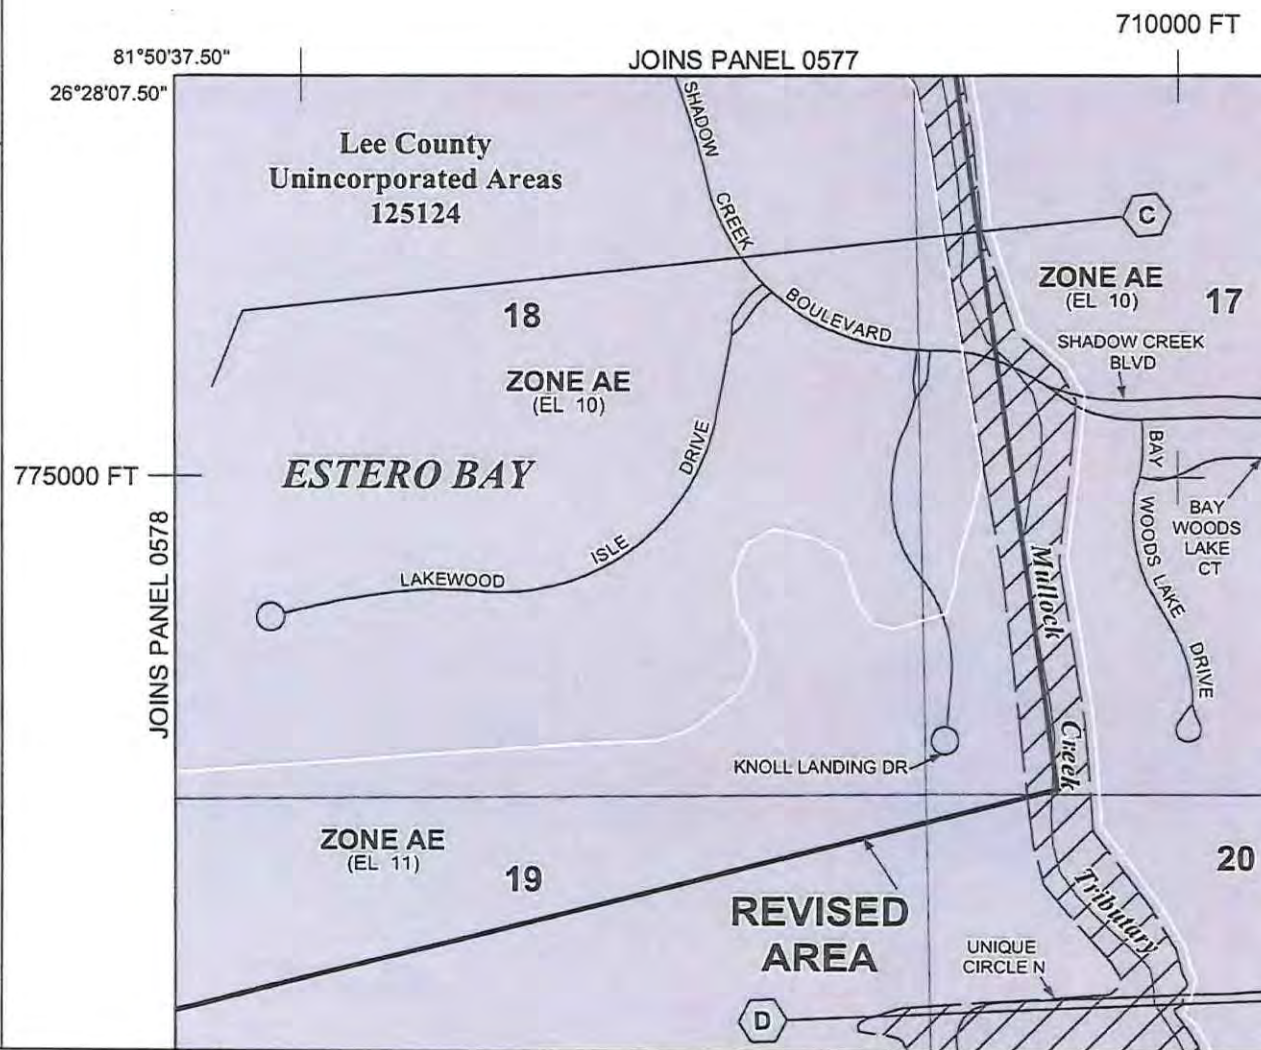 710000 FT
81°50'37.50"
JOINS PANEL 0577
26°28'07.50"
SHADOW CREEK BOULEVARD
Lee County
Unincorporated Areas
125124
C
ZONE AE
(EL 10)
17
18
SHADOW CREEK
BLVD
ZONE AE
(EL 10)
DRIVE
775000 FT
ESTERO BAY
BAY
WOODS LAKE
DRIVE
BAY
WOODS
LAKE
CT
JOINS PANEL 0578
LAKEWOOD
ISLE
Mullock
Creek
KNOLL LANDING DR
ZONE AE
(EL 11)
19
20
Tributary
REVISED
AREA
UNIQUE
CIRCLE N
D